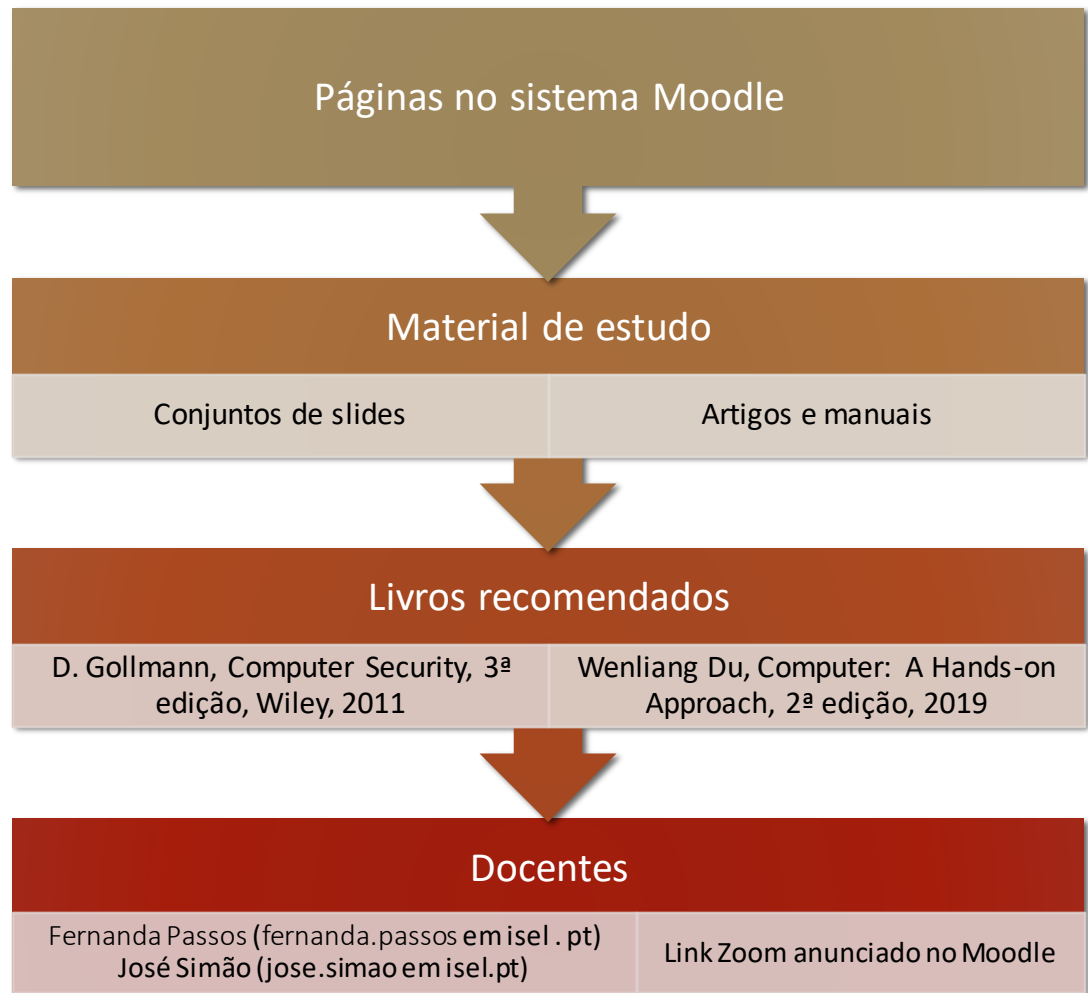 Páginas no sistema Moodle
Material de estudo
Conjuntos de slides
Artigos e manuais
Livros recomendados
D. Gollmann, Computer Security, 3ª
edição, Wiley, 2011
Wenliang Du, Computer: A Hands-on
Approach, 2ª edição, 2019
Docentes
Fernanda Passos (fernanda.passos em isel . pt)
José Simão (jose.simao em isel.pt)
Link Zoom anunciado no Moodle